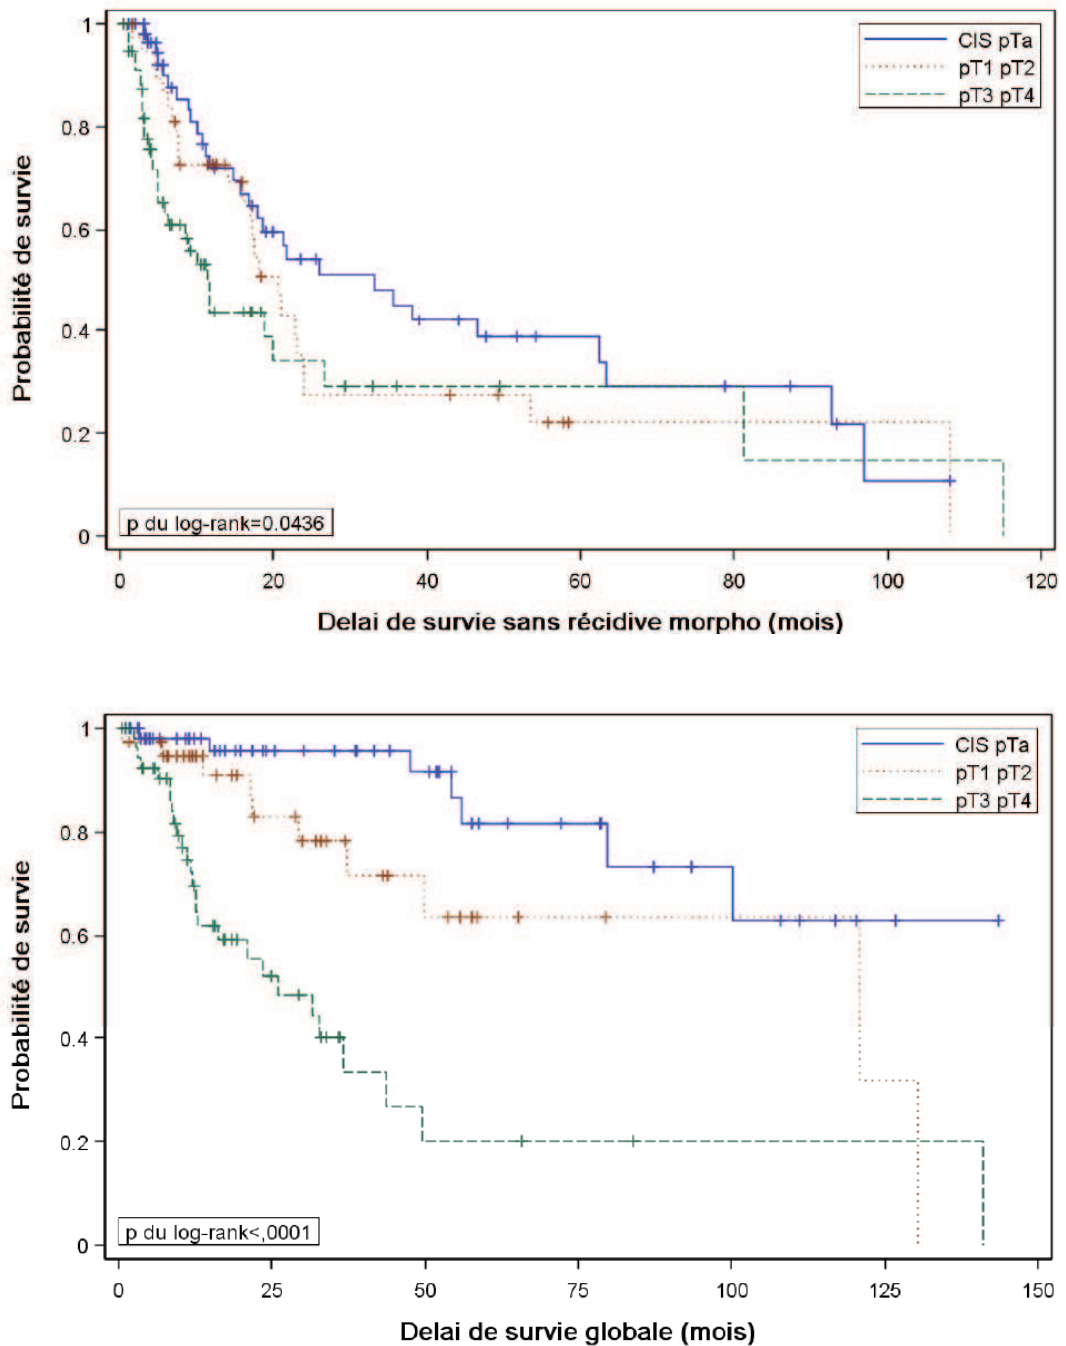 Probabilité de survie
1
0.8
0.6
0.4
0.2
0
CIS pTa
pT1 pT2
pT3 pT4
p du log-rank=0.0436
0 20 40 60 80 100 120
Delai de survie sans récidive morpho (mois)
Probabilité de survie
1
0.8
0.6
0.4
0.2
0
CIS pTa
pT1 pT2
pT3 pT4
p du log-rank<,0001
0 25 50 75 100 125 150
Delai de survie globale (mois)